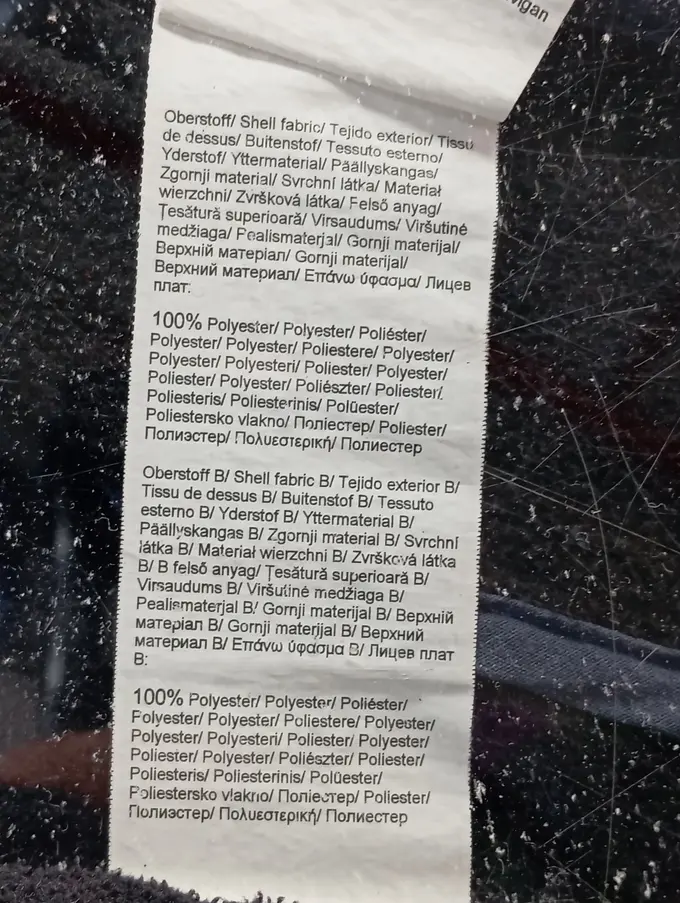 Oberstoff/ Shell fabric/ Tejido exterior/ Tissu
de dessus/ Buitenstof/ Tessuto esterno/
Yderstof/ Yttermaterial/ Päällyskangas/
Zgornji material/ Svrchní látka/ Materiał
wierzchni/ Zvršková látka/ Felső anyag/
Țesătură superioară/ Virsaudums/ Viršutinė
medžiaga/ Pealismaterjal/ Gornji materijal/
Верхній матеріал/ Gornji materijal/
Верхний материал/ Επάνω ύφασμα/ Лицев
плат:
100% Polyester/ Polyester/ Poliéster/
Polyester/ Polyester/ Poliestere/ Polyester/
Polyester/ Polyesteri/ Poliester/ Polyester/
Poliester/ Polyester/ Poliészter/ Poliester/
Poliesteris/ Poliesterinis/ Polüester/
Poliestersko vlakno/ Поліестер/ Poliester/
Полиэстер/ Πολυεστερική/ Полиестер
Oberstoff B/ Shell fabric B/ Tejido exterior B/
Tissu de dessus B/ Buitenstof B/ Tessuto
esterno B/ Yderstof B/ Yttermaterial B/
Päällyskangas B/ Zgornji material B/ Svrchní
látka B/ Materiał wierzchni B/ Zvršková látka
B/ B felső anyag/ Țesătură superioară B/
Virsaudums B/ Viršutinė medžiaga B/
Pealismaterjal B/ Gornji materijal B/ Верхній
матеріал B/ Gornji materijal B/ Верхний
материал B/ Επάνω ύφασμα B/ Лицев плат
B:
100% Polyester/ Polyester/ Poliéster/
Polyester/ Polyester/ Poliestere/ Polyester/
Polyester/ Polyesteri/ Poliester/ Polyester/
Poliester/ Polyester/ Poliészter/ Poliester/
Poliesteris/ Poliesterinis/ Polüester/
Poliestersko vlakno/ Поліестер/ Poliester/
Полиэстер/ Πολυεστερική/ Полиестер